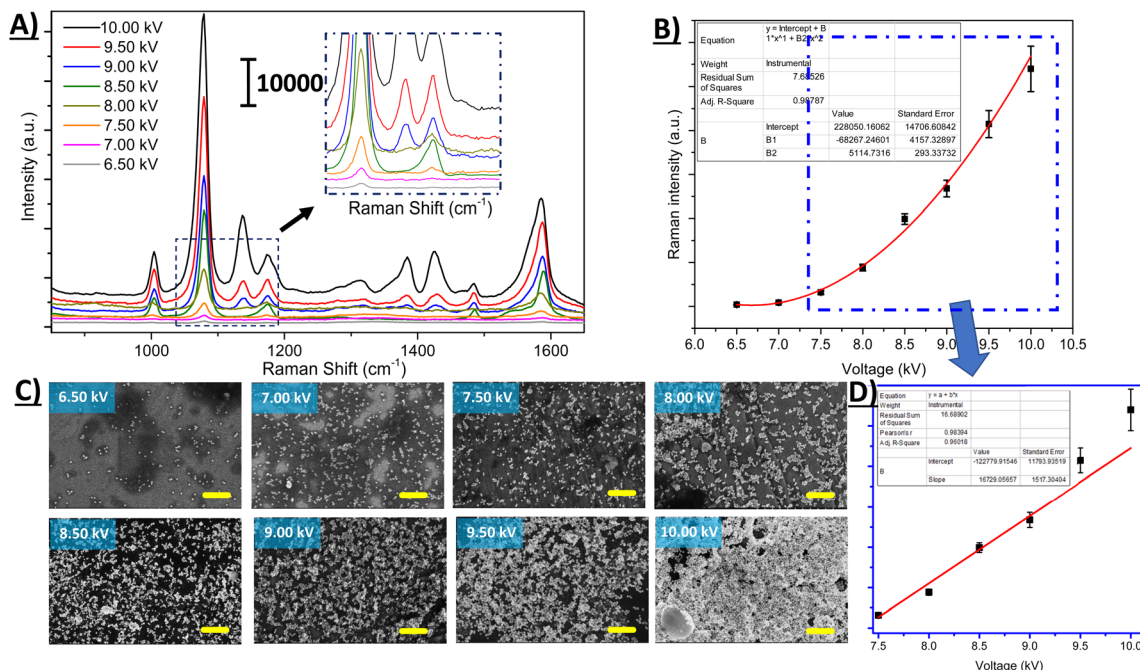 A)
10.00 kV
9.50 kV
9.00 kV
8.50 kV
8.00 kV
7.50 kV
7.00 kV
6.50 kV
10000
Intensity (a.u.)
Raman Shift (cm⁻¹)
1000 1200 1400 1600
Raman Shift (cm⁻¹)
B)
Equation y = Intercept + B
1*x^1 + B2*x^2
Weight Instrumental
Residual Sum
of Squares
Adj. R-Square
Value Standard Error
B Intercept 228050.16062 14706.60842
B1 -68267.24601 4157.32897
B2 5114.7316 293.33732
Raman intensity (a.u.)
6.0 6.5 7.0 7.5 8.0 8.5 9.0 9.5 10.0 10.5
Voltage (kV)
C)
6.50 kV
7.00 kV
7.50 kV
8.00 kV
8.50 kV
9.00 kV
9.50 kV
10.00 kV
D)
Equation y = a + b*x
Weight Instrumental
Residual Sum
of Squares
16.68902
Pearson's r 0.98394
Adj. R-Square 0.96018
Value Standard Error
B Intercept -122779.91546 11793.93519
Slope 16729.05657 1517.30404
7.5 8.0 8.5 9.0 9.5 10.0
Voltage (kV)